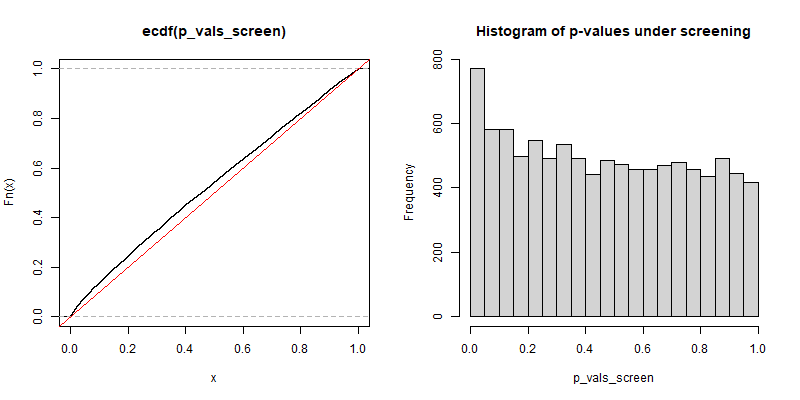 ecdf(p_vals_screen)
Fn(x)
0.0 0.2 0.4 0.6 0.8 1.0
0.0 0.2 0.4 0.6 0.8 1.0
x
Histogram of p-values under screening
Frequency
0 200 400 600 800
0.0 0.2 0.4 0.6 0.8 1.0
p_vals_screen